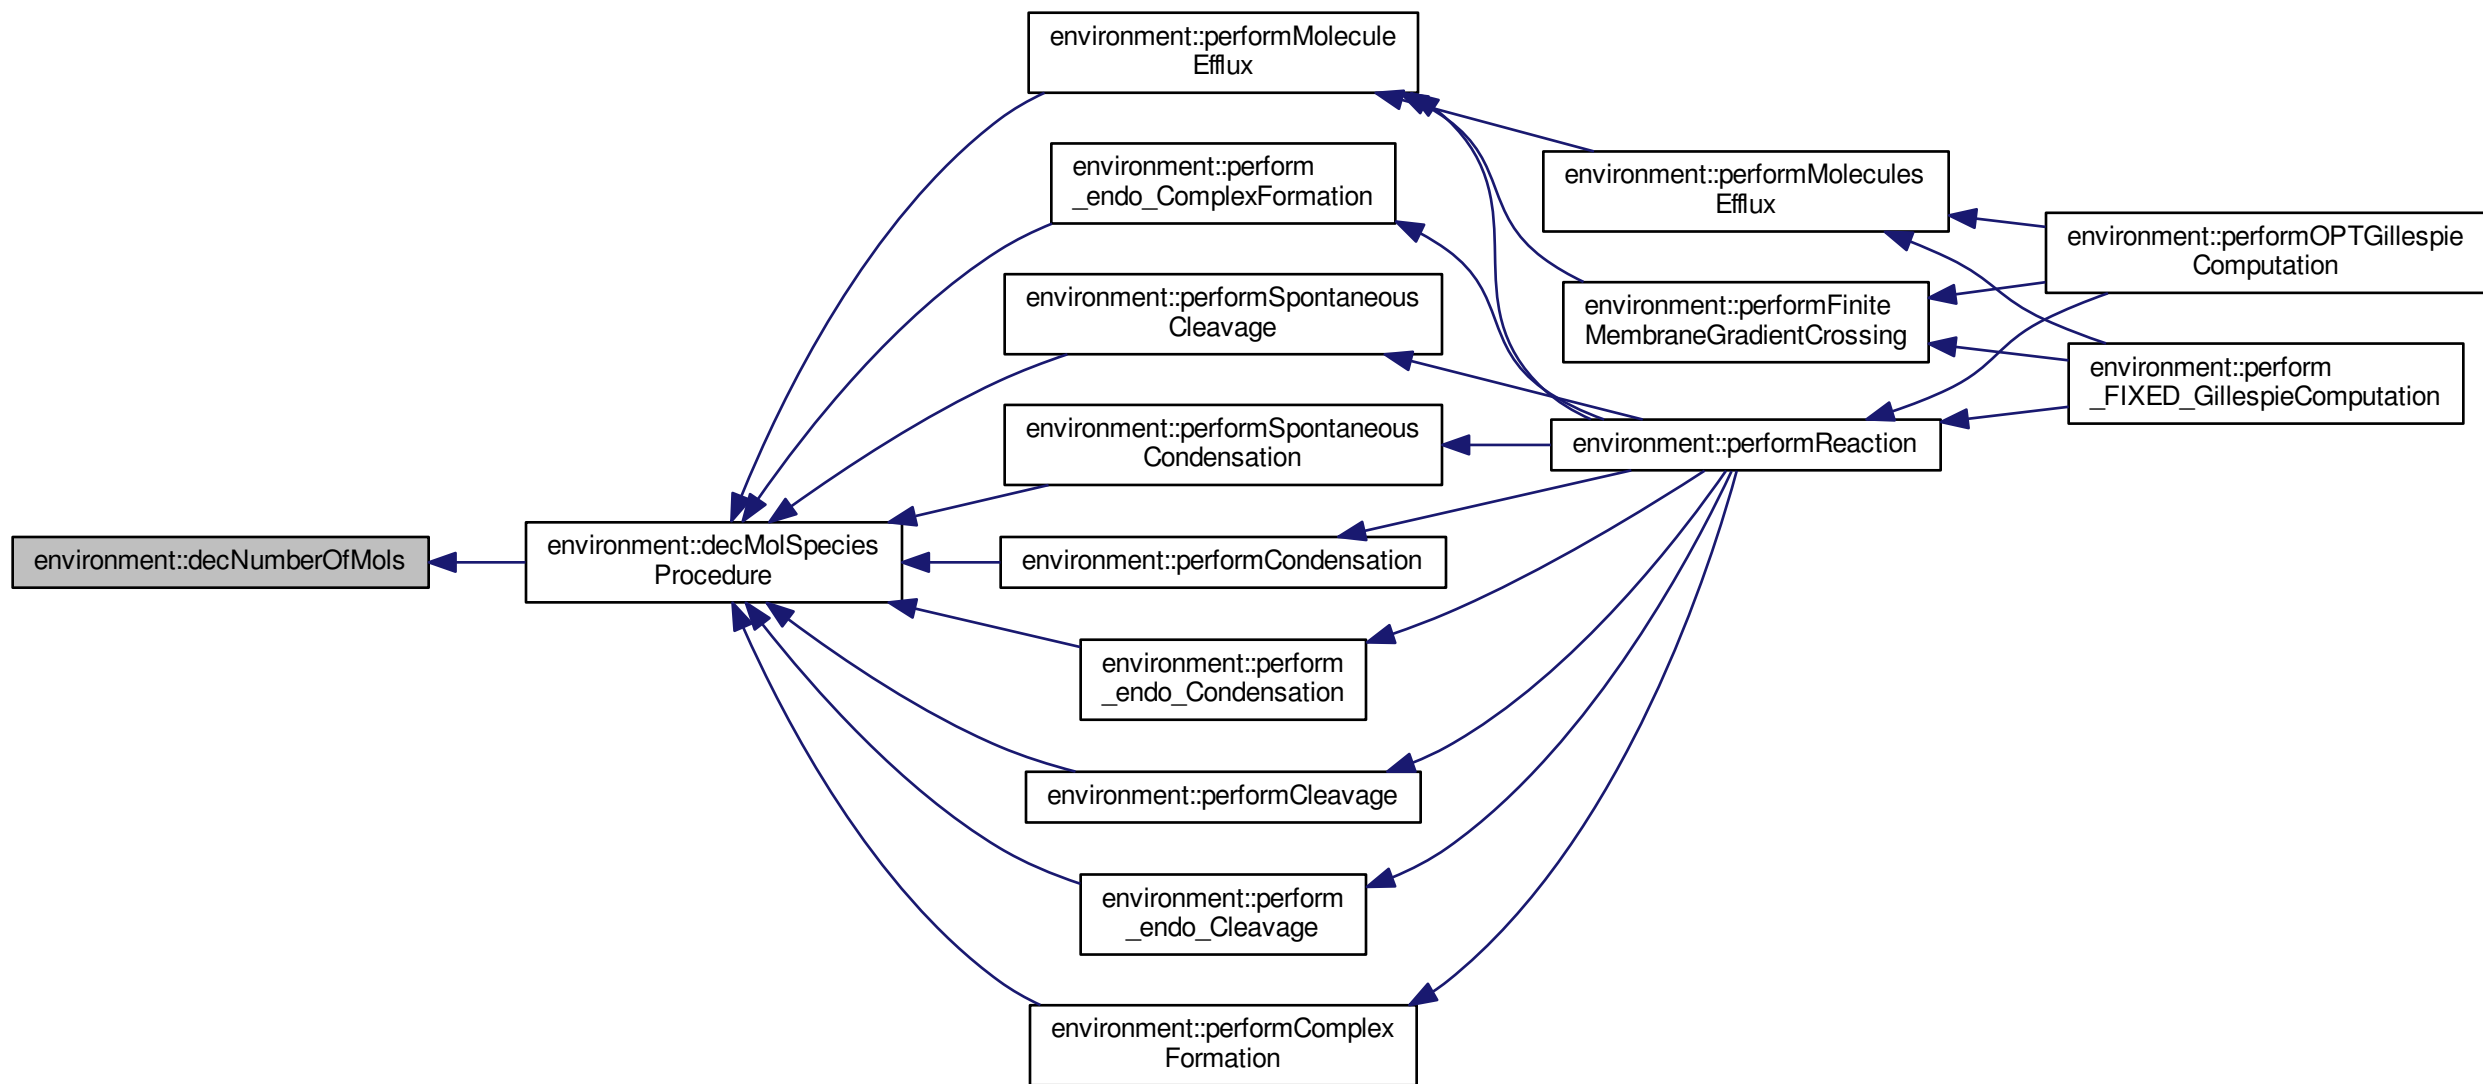 environment::performMolecule
Efflux
environment::perform
_endo_ComplexFormation
environment::performMolecules
Efflux
environment::performOPTGillespie
Computation
environment::performSpontaneous
Cleavage
environment::performFinite
MembraneGradientCrossing
environment::perform
_FIXED_GillespieComputation
environment::performSpontaneous
Condensation
environment::performReaction
environment::decNumberOfMols
environment::decMolSpecies
Procedure
environment::performCondensation
environment::perform
_endo_Condensation
environment::performCleavage
environment::perform
_endo_Cleavage
environment::performComplex
Formation